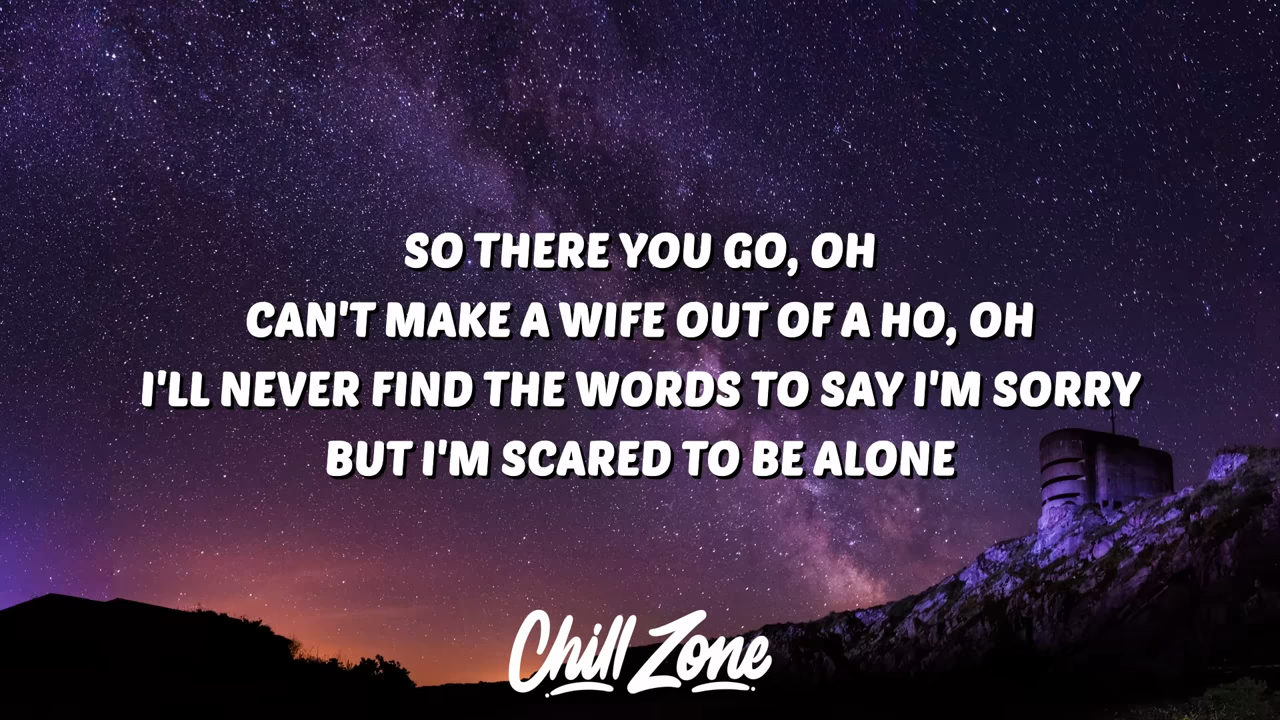 SO THERE YOU GO, OH
CAN'T MAKE A WIFE OUT OF A HO, OH
I'LL NEVER FIND THE WORDS TO SAY I'M SORRY
BUT I'M SCARED TO BE ALONE
Chill Zone